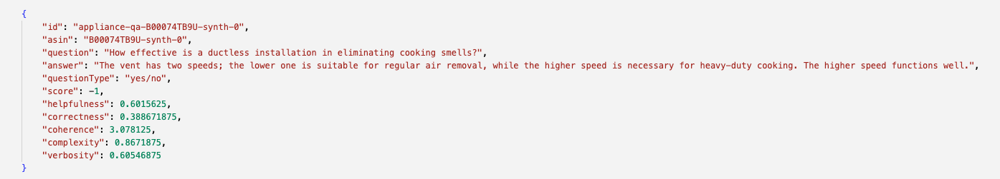 {
"id": "appliance-qa-B00074TB9U-synth-0",
"asin": "B00074TB9U-synth-0",
"question": "How effective is a ductless installation in eliminating cooking smells?",
"answer": "The vent has two speeds; the lower one is suitable for regular air removal, while the higher speed is necessary for heavy-duty cooking. The higher speed functions well.",
"questionType": "yes/no",
"score": -1,
"helpfulness": 0.6015625,
"correctness": 0.388671875,
"coherence": 3.078125,
"complexity": 0.8671875,
"verbosity": 0.60546875
}